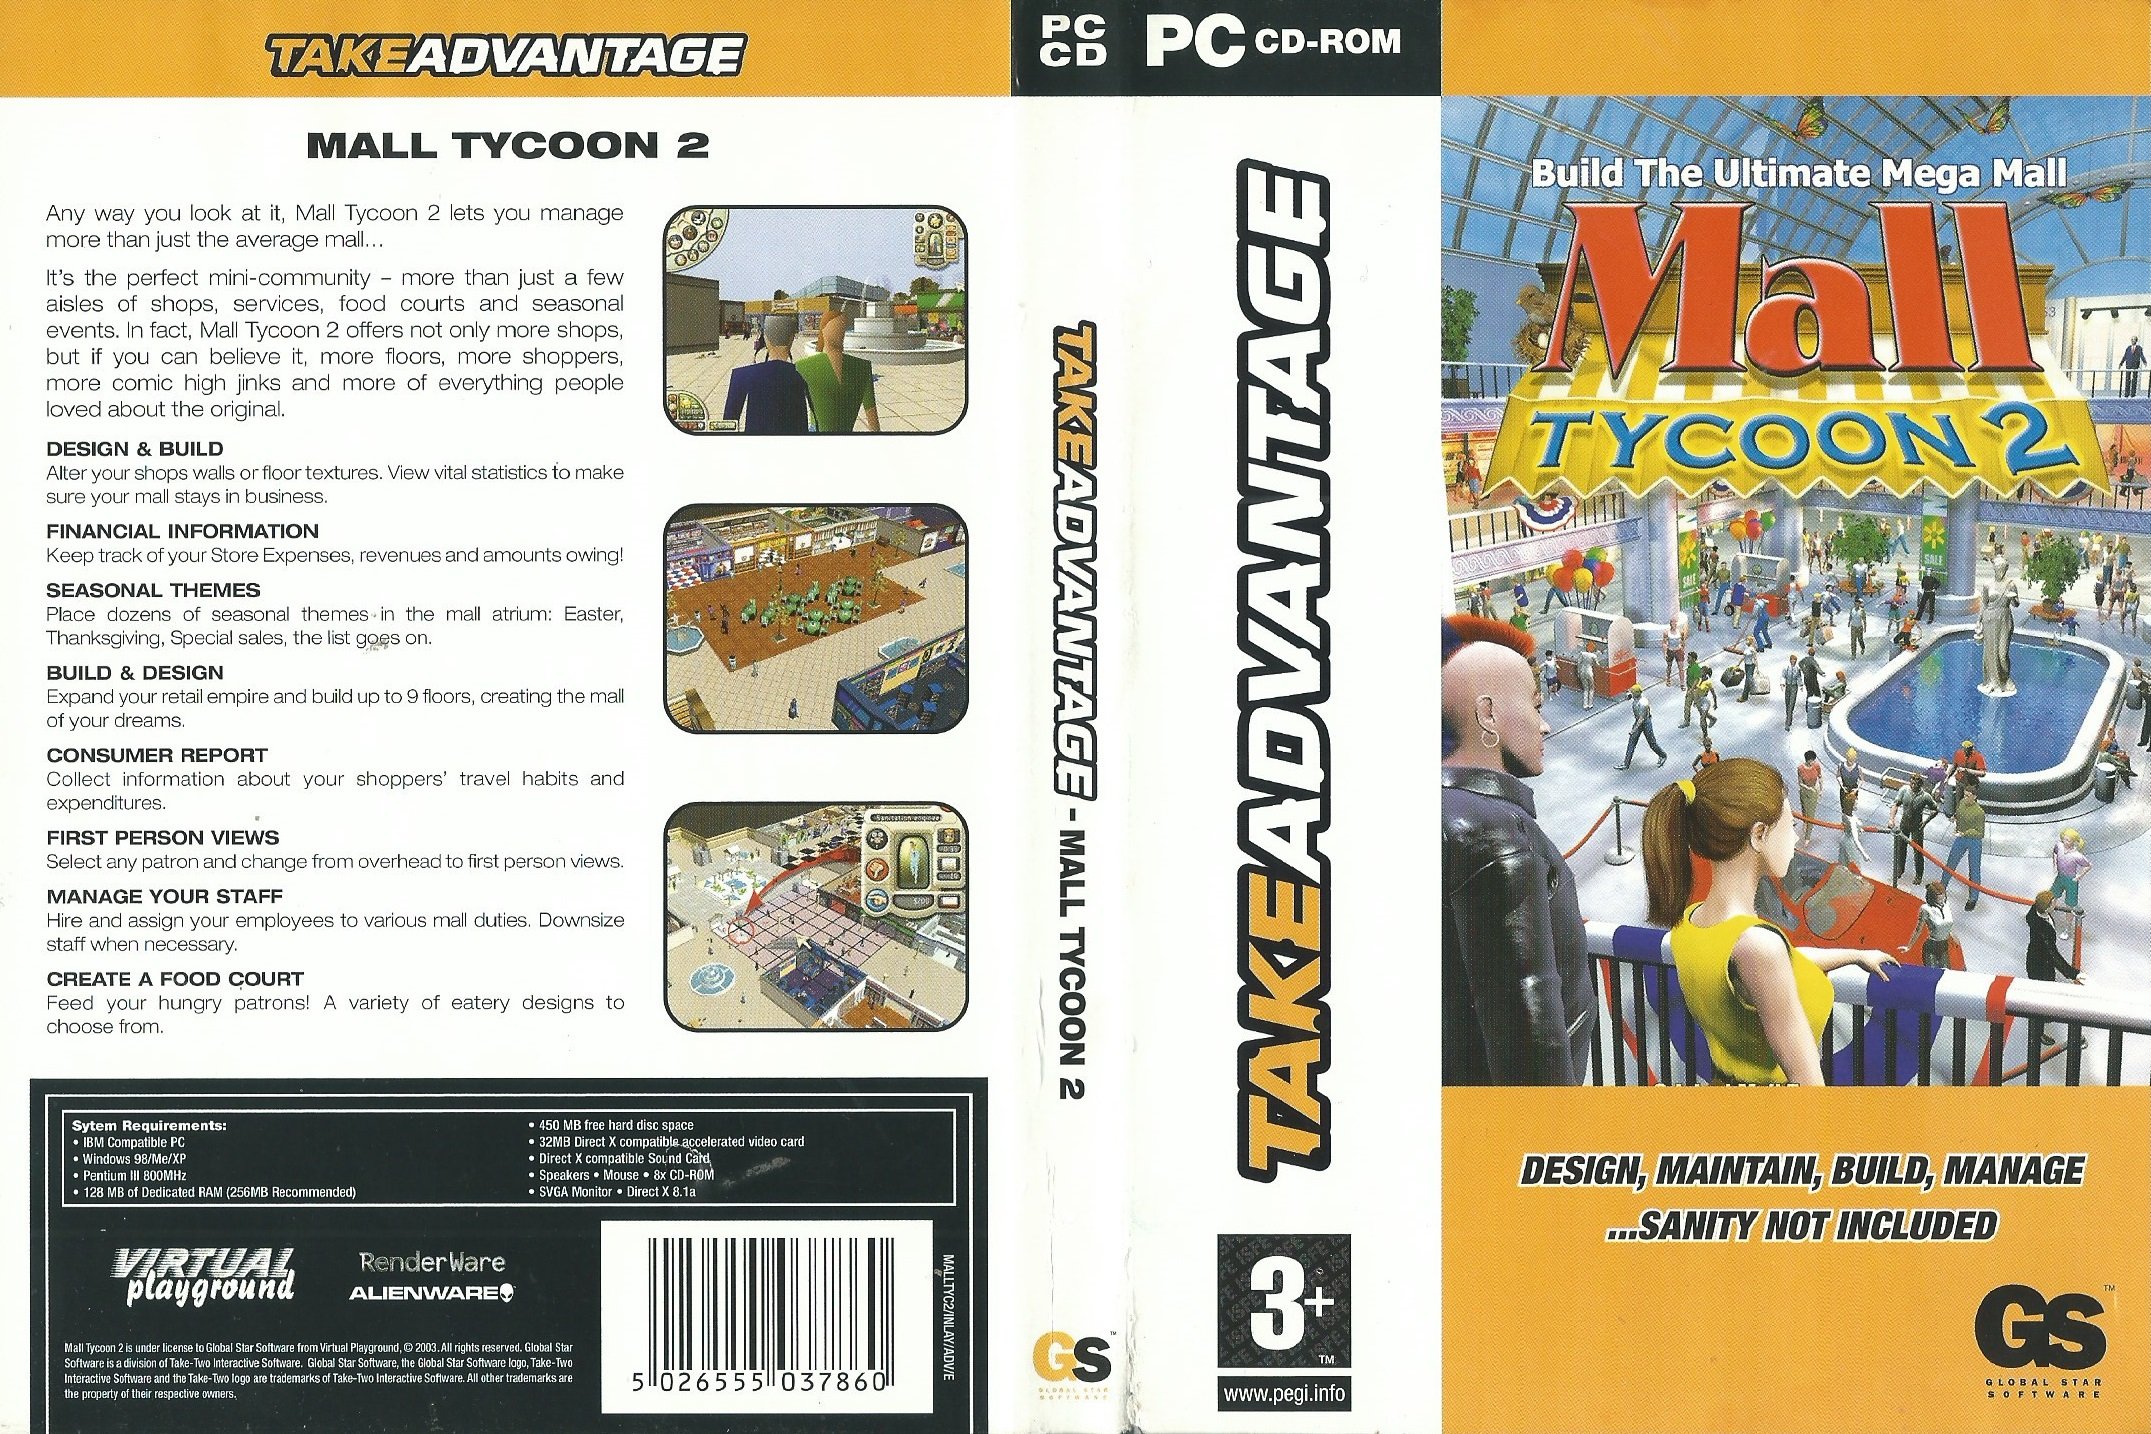 TAKEADVANTAGE
MALL TYCOON 2
Any way you look at it, Mall Tycoon 2 lets you manage
more than just the average mall...
It's the perfect mini-community – more than just a few
aisles of shops, services, food courts and seasonal
events. In fact, Mall Tycoon 2 offers not only more shops,
but if you can believe it, more floors, more shoppers,
more comic high jinks and more of everything people
loved about the original.
DESIGN & BUILD
Alter your shops walls or floor textures. View vital statistics to make
sure your mall stays in business.
FINANCIAL INFORMATION
Keep track of your Store Expenses, revenues and amounts owing!
SEASONAL THEMES
Place dozens of seasonal themes in the mall atrium: Easter,
Thanksgiving, Special sales, the list goes on.
BUILD & DESIGN
Expand your retail empire and build up to 9 floors, creating the mall
of your dreams.
CONSUMER REPORT
Collect information about your shoppers' travel habits and
expenditures.
FIRST PERSON VIEWS
Select any patron and change from overhead to first person views.
MANAGE YOUR STAFF
Hire and assign your employees to various mall duties. Downsize
staff when necessary.
CREATE A FOOD COURT
Feed your hungry patrons! A variety of eatery designs to
choose from.
Sytem Requirements:
• IBM Compatible PC
• Windows 98/Me/XP
• Pentium III 800MHz
• 128 MB of Dedicated RAM (256MB Recommended)
• 450 MB free hard disc space
• 32MB Direct X compatible accelerated video card
• Direct X compatible Sound Card
• Speakers • Mouse • 8x CD-ROM
• SVGA Monitor • Direct X 8.1a
VIRTUAL
playground
RenderWare
ALIENWARE
Mall Tycoon 2 is under license to Global Star Software from Virtual Playground, © 2003. All rights reserved. Global Star
Software is a division of Take-Two Interactive Software. Global Star Software, the Global Star Software logo, Take-Two
Interactive Software and the Take-Two logo are trademarks of Take-Two Interactive Software. All other trademarks are
the property of their respective owners.
5 026555 037860
MALLTYC2/INLAY/ADV/E
PC
CD
TAKEADVANTAGE - MALL TYCOON 2
GS™
GLOBAL STAR
SOFTWARE
PC CD-ROM
TAKEADVANTAGE
3+
™
www.pegi.info
Build The Ultimate Mega Mall
Mall
TYCOON 2
SALE
SALE
DESIGN, MAINTAIN, BUILD, MANAGE
...SANITY NOT INCLUDED
GS™
GLOBAL STAR
SOFTWARE